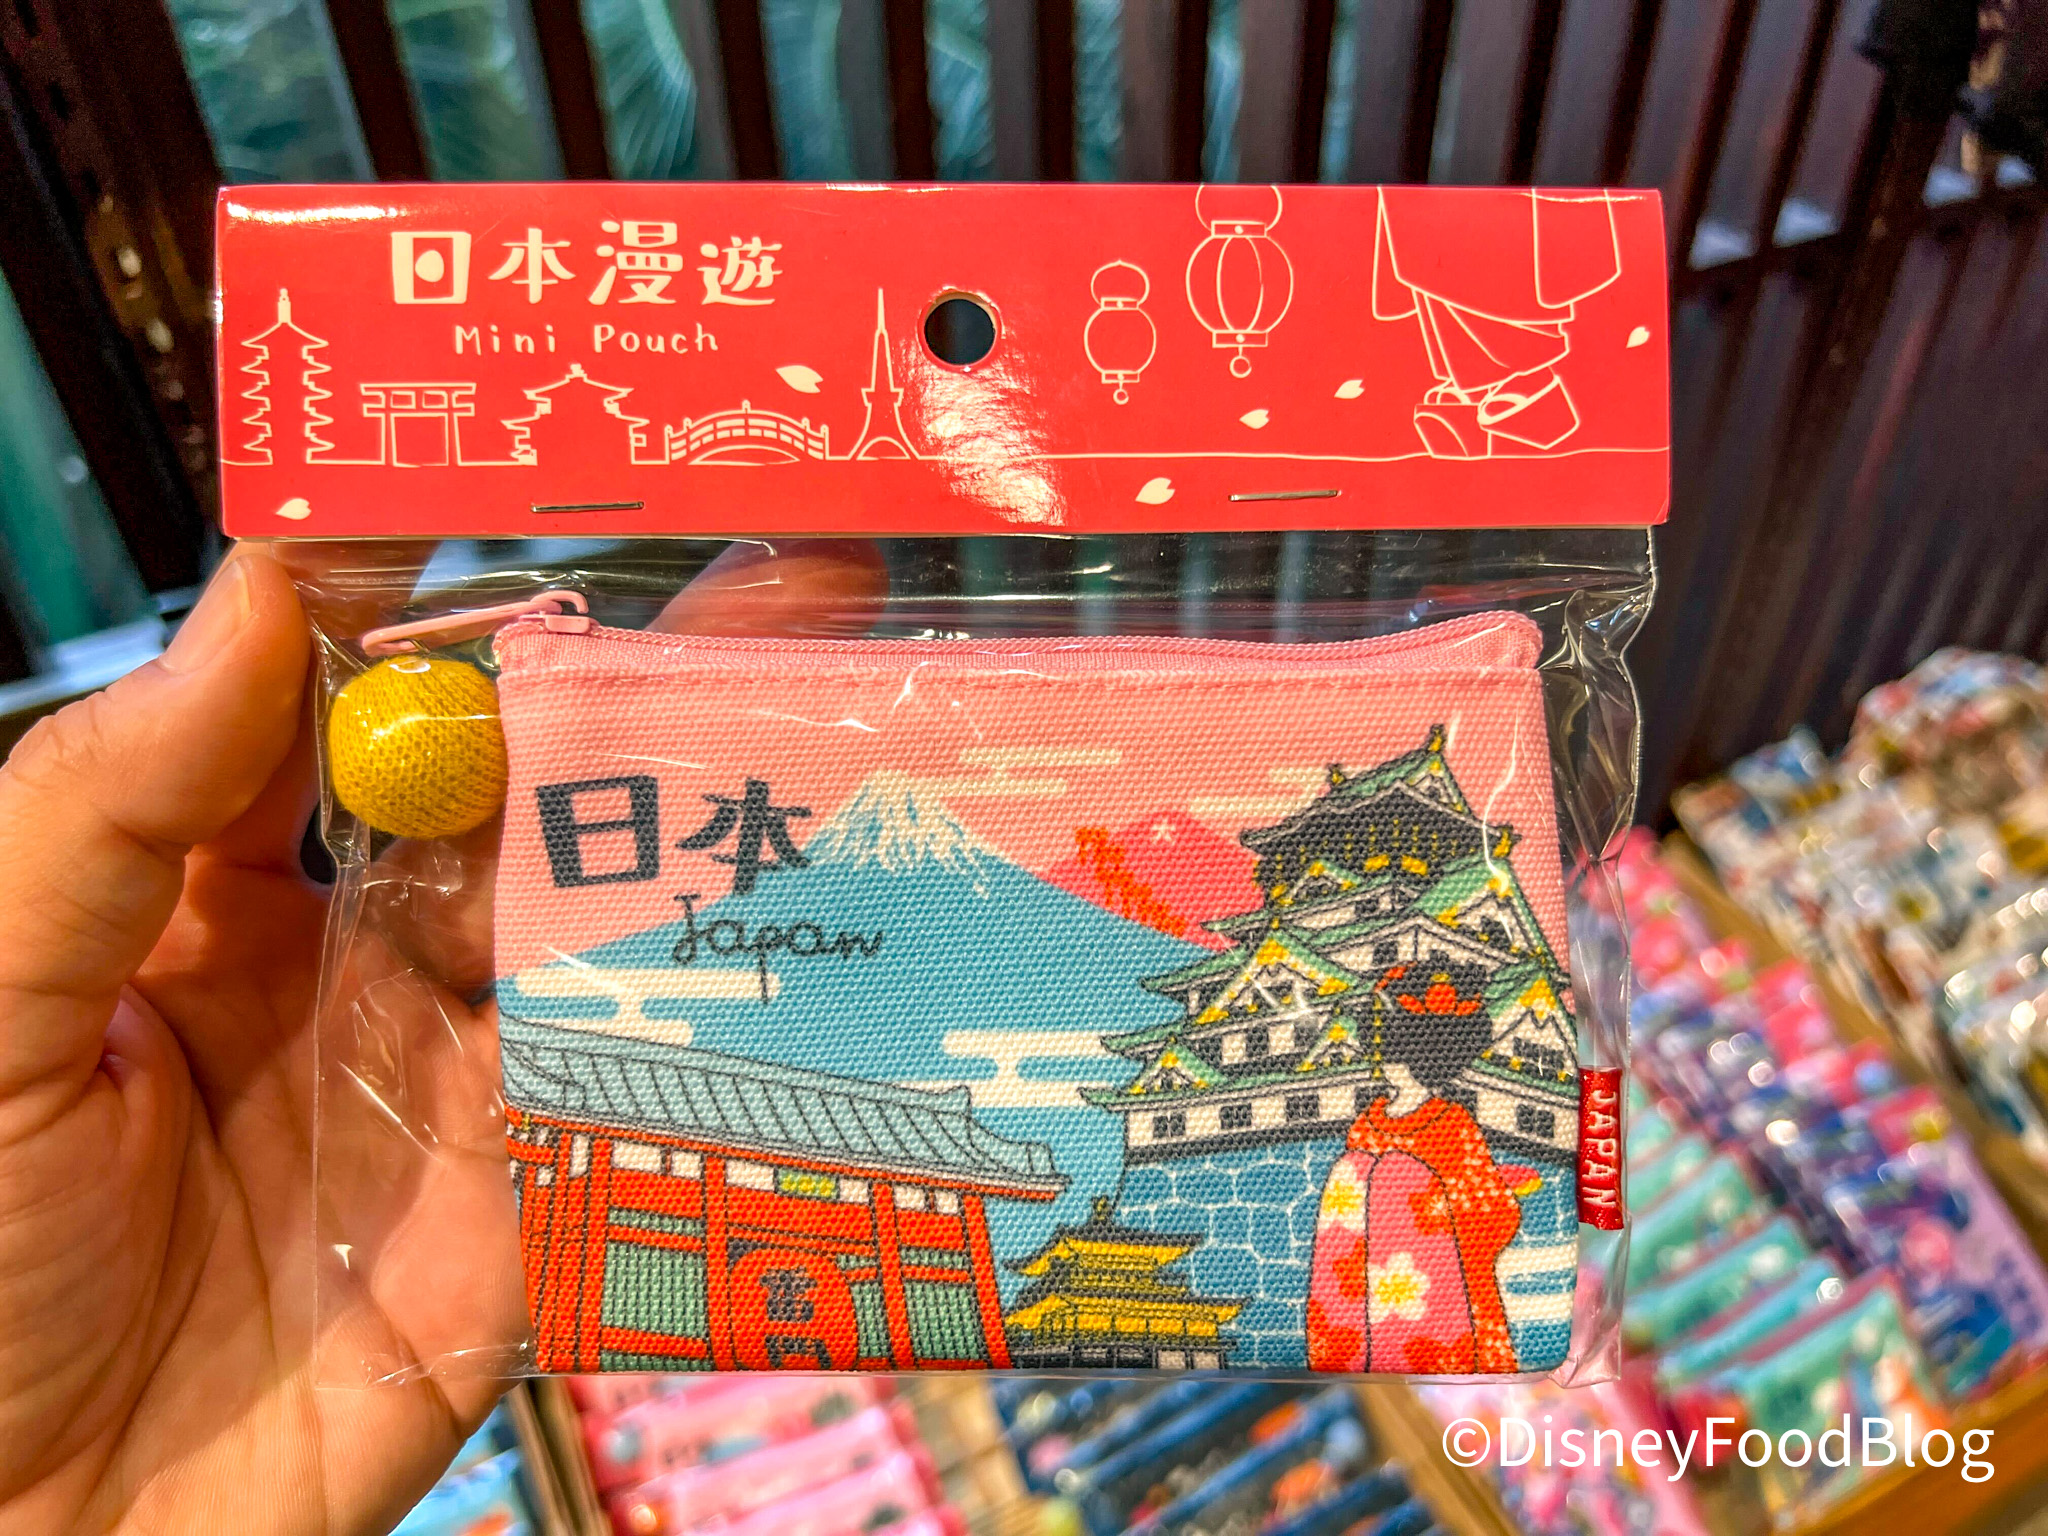 日本漫遊
Mini Pouch
日本
Japan
JAPAN
©DisneyFoodBlog